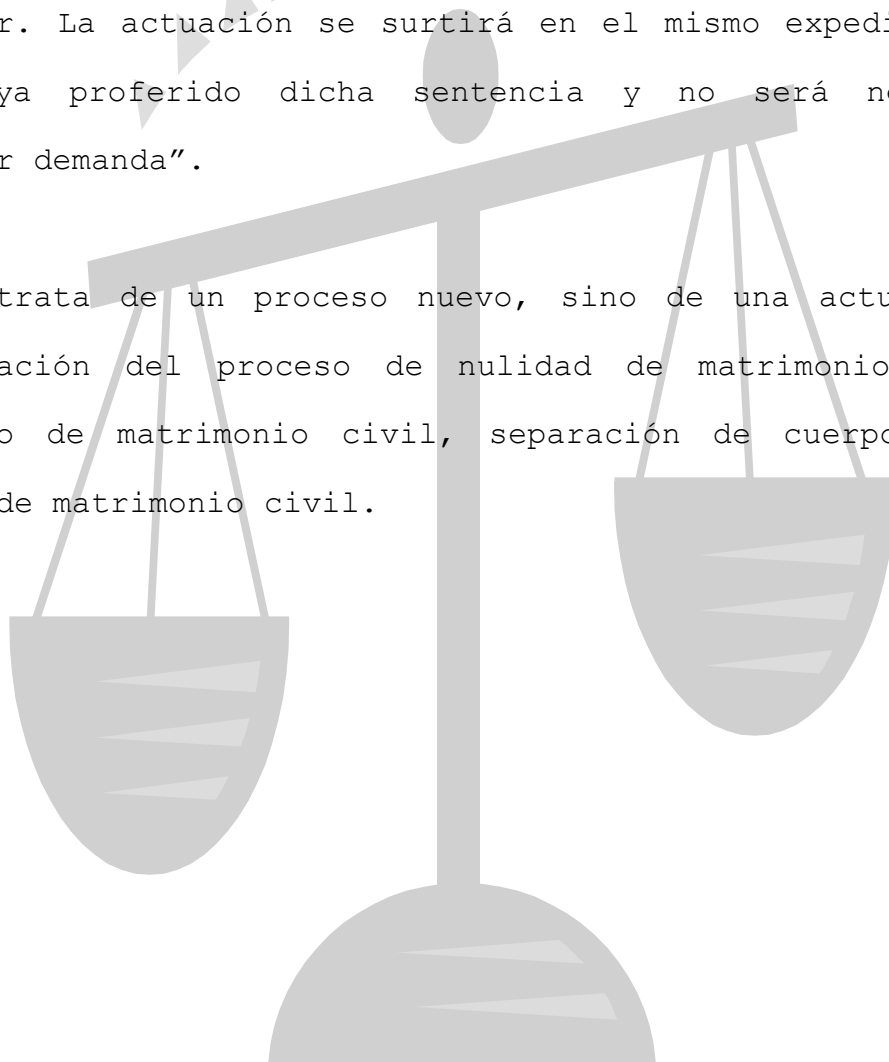 r. La actuación se surtirá en el mismo expedi
ya proferido dicha sentencia y no será n
r demanda”.
trata de un proceso nuevo, sino de una actu
ación del proceso de nulidad de matrimonio
o de matrimonio civil, separación de cuerp
de matrimonio civil.